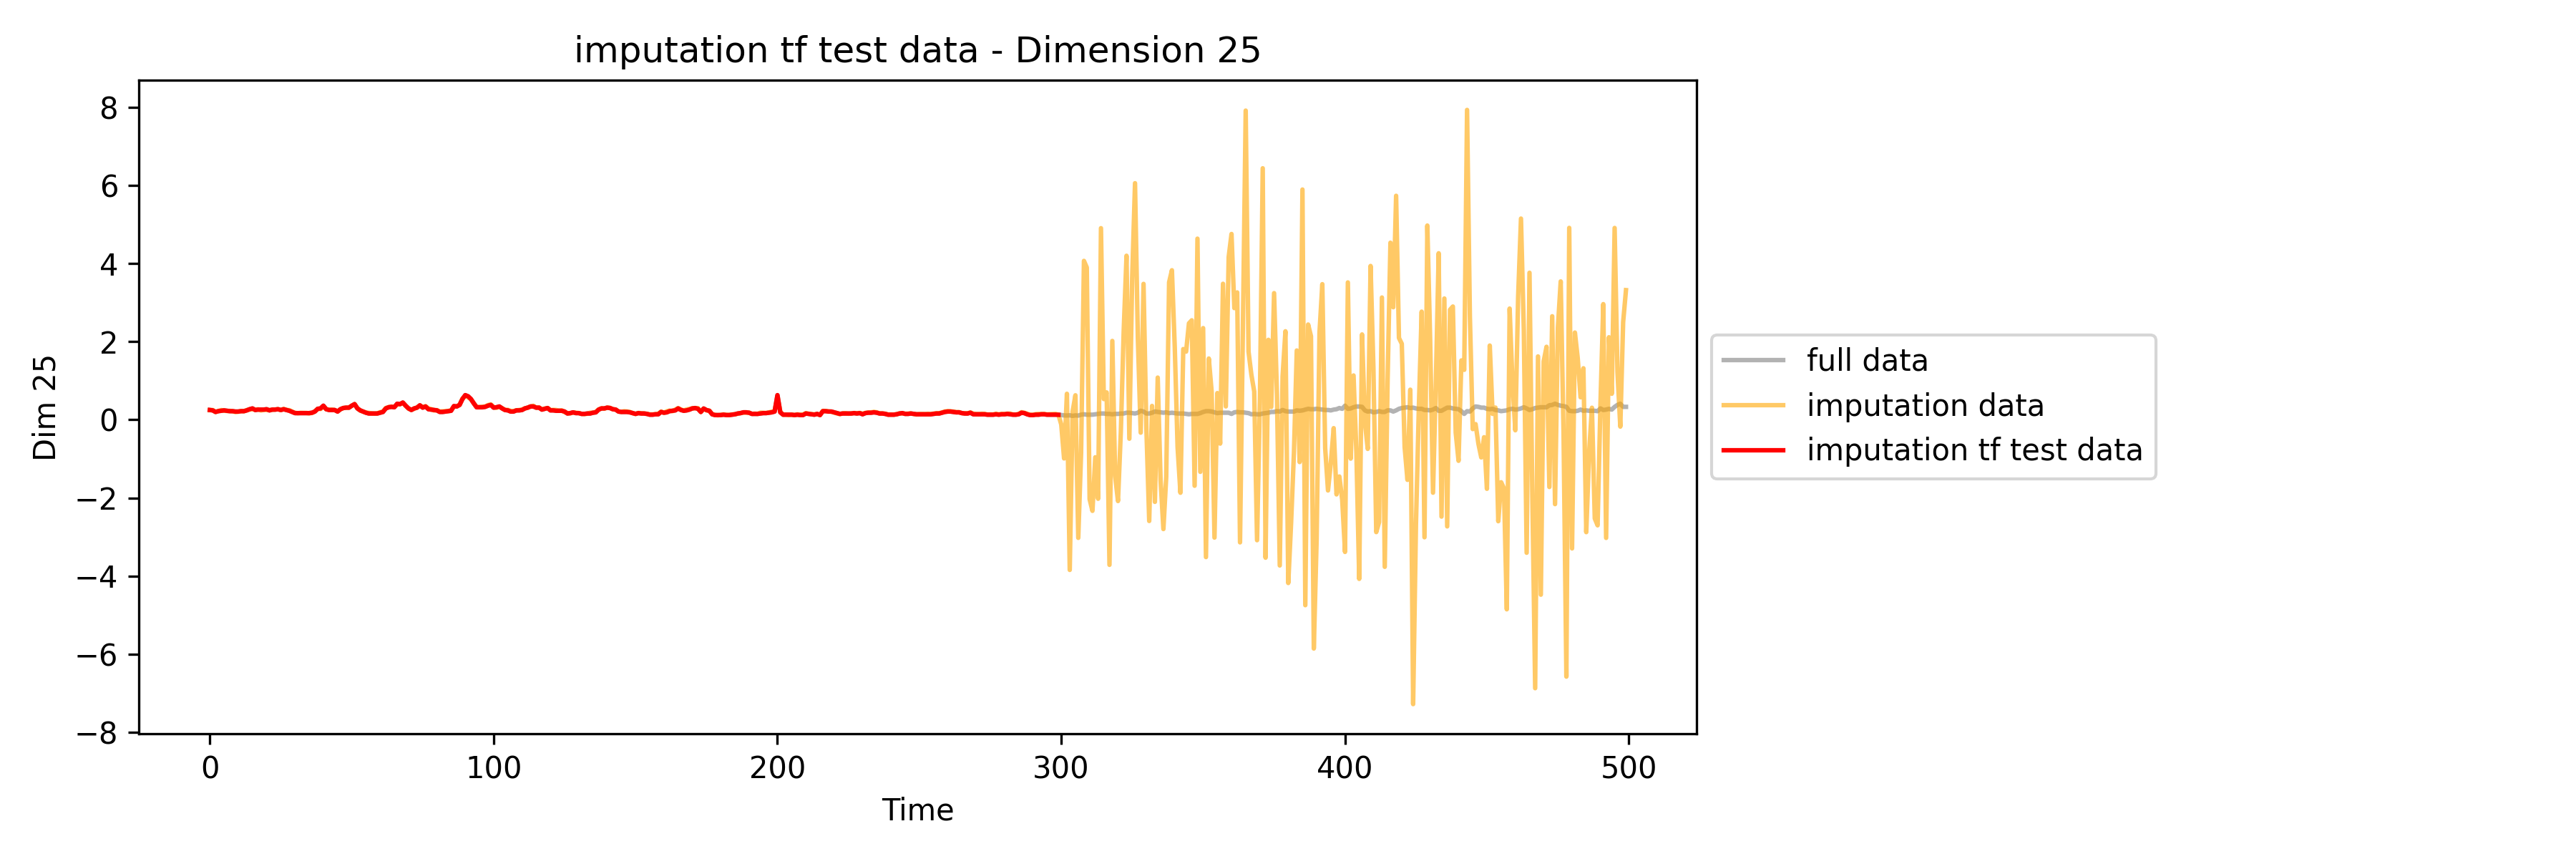 imputation tf test data - Dimension 25
8
6
4
2
0
−2
−4
−6
−8
Dim 25
0 100 200 300 400 500
Time
full data
imputation data
imputation tf test data